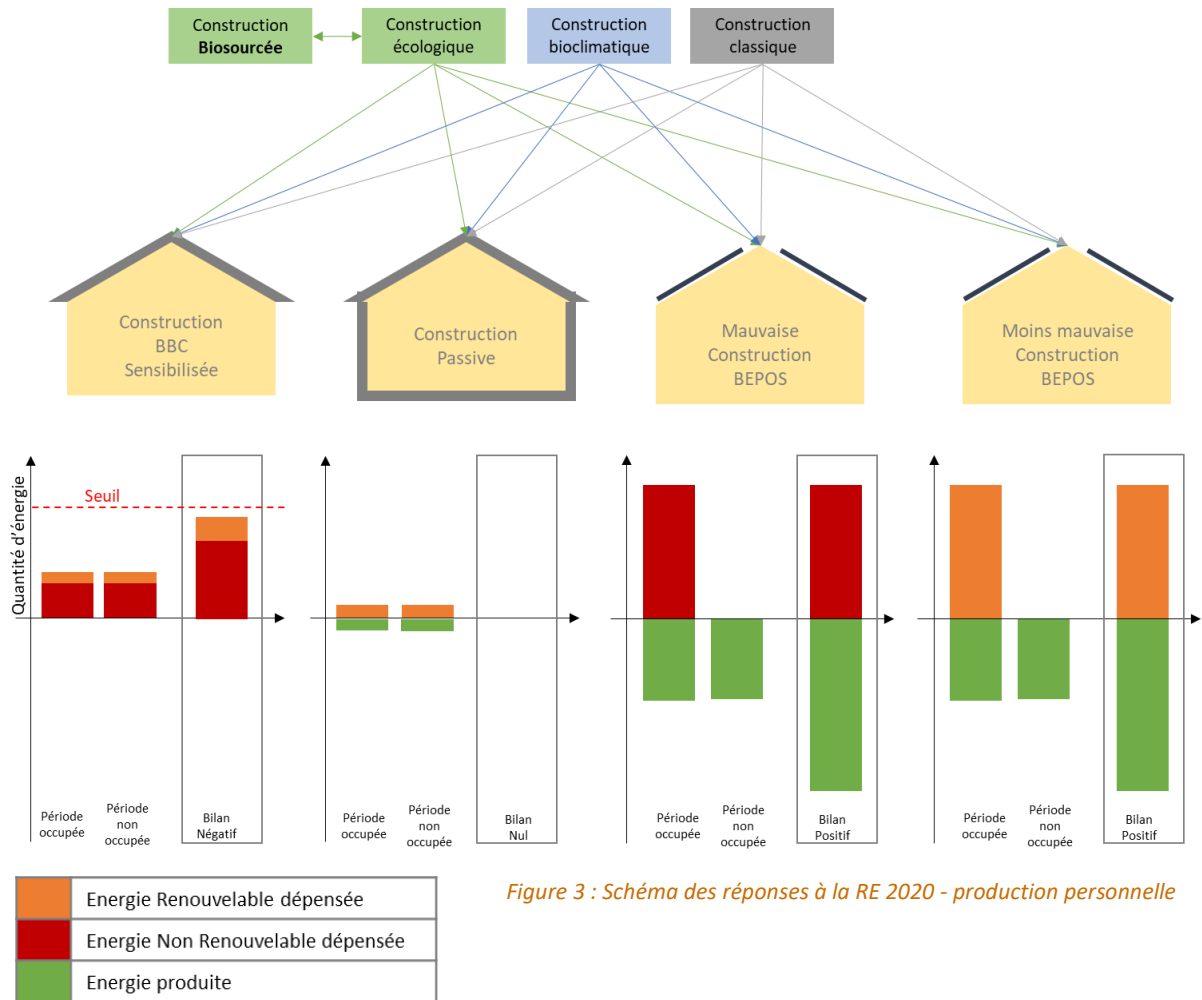 Construction
Biosourcée
Construction
écologique
Construction
bioclimatique
Construction
classique
Construction
BBC
Sensibilisée
Construction
Passive
Mauvaise
Construction
BEPOS
Moins mauvaise
Construction
BEPOS
Quantité d'énergie
Seuil
Période
occupée
Période
non
occupée
Bilan
Négatif
Période
occupée
Période
non
occupée
Bilan
Nul
Période
occupée
Période
non
occupée
Bilan
Positif
Période
occupée
Période
non
occupée
Bilan
Positif
Energie Renouvelable dépensée
Energie Non Renouvelable dépensée
Energie produite
Figure 3 : Schéma des réponses à la RE 2020 - production personnelle